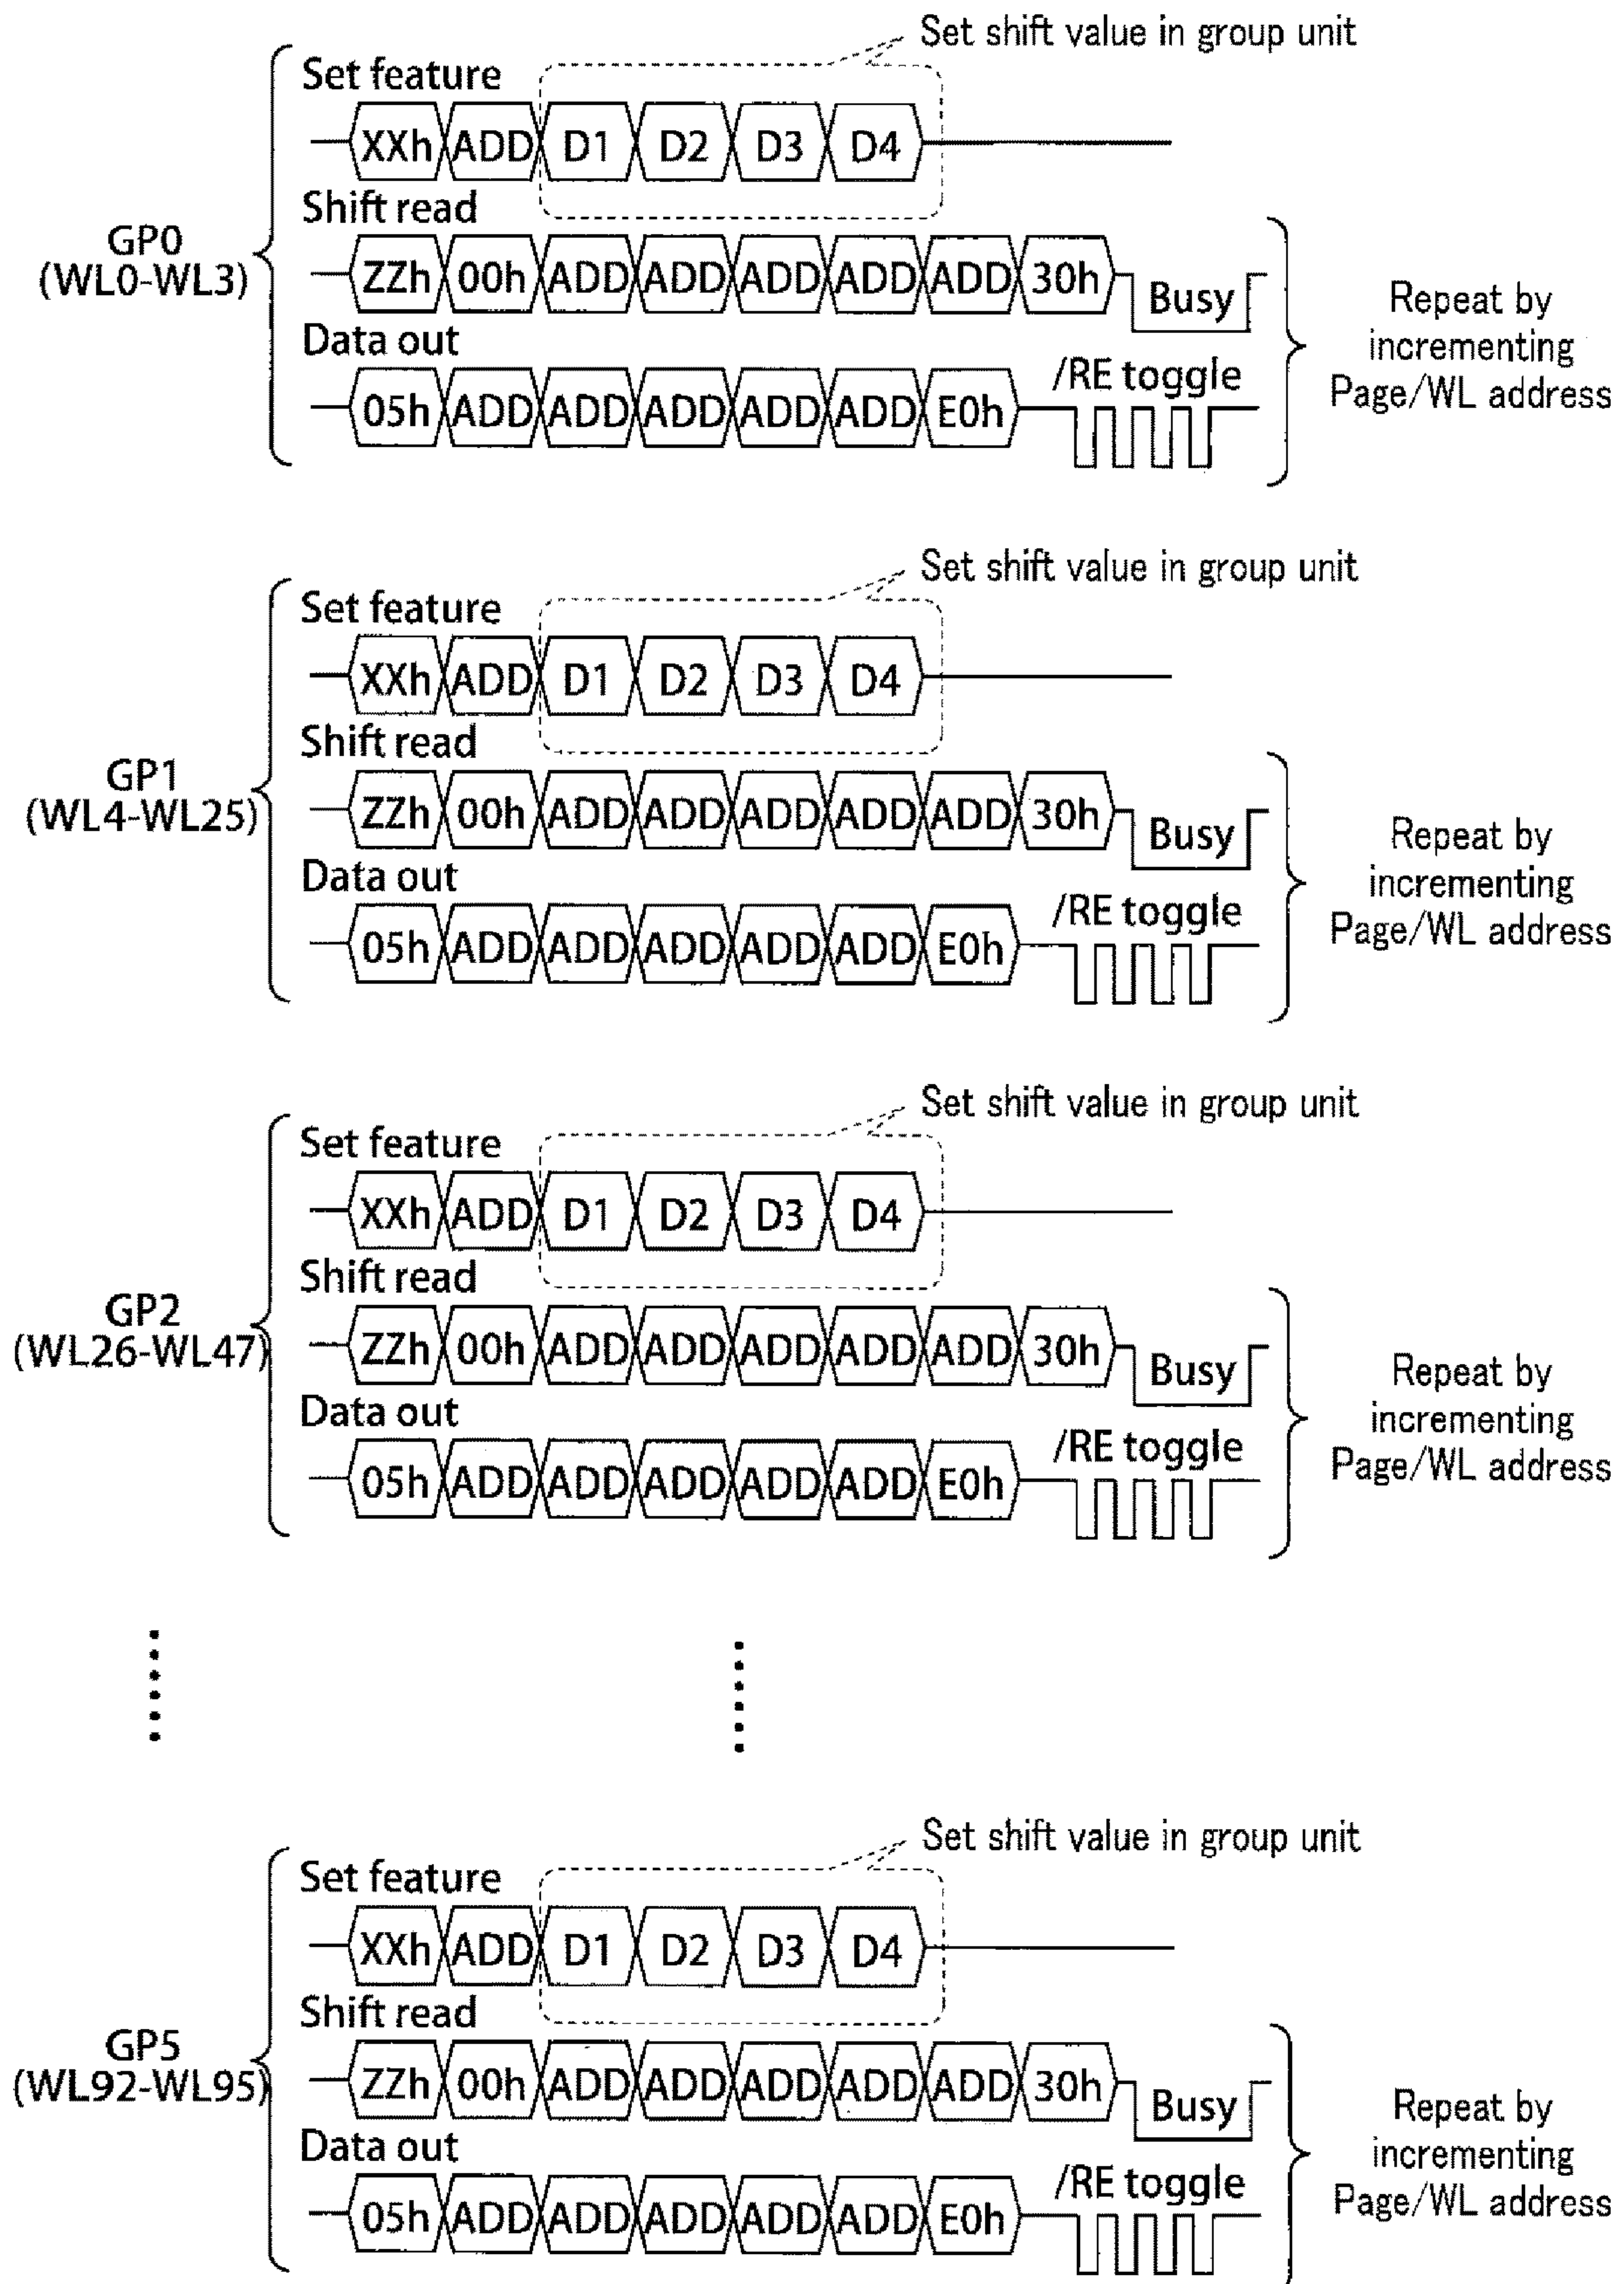 Set shift value in group unit
Set feature
XXh ADD D1 D2 D3 D4
Shift read
GP0
(WL0-WL3)
ZZh 00h ADD ADD ADD ADD ADD 30h Busy
Data out
/RE toggle
05h ADD ADD ADD ADD ADD E0h
Repeat by
incrementing
Page/WL address
Set shift value in group unit
Set feature
XXh ADD D1 D2 D3 D4
Shift read
GP1
(WL4-WL25)
ZZh 00h ADD ADD ADD ADD ADD 30h Busy
Data out
/RE toggle
05h ADD ADD ADD ADD ADD E0h
Repeat by
incrementing
Page/WL address
Set shift value in group unit
Set feature
XXh ADD D1 D2 D3 D4
Shift read
GP2
(WL26-WL47)
ZZh 00h ADD ADD ADD ADD ADD 30h Busy
Data out
/RE toggle
05h ADD ADD ADD ADD ADD E0h
Repeat by
incrementing
Page/WL address
Set shift value in group unit
Set feature
XXh ADD D1 D2 D3 D4
Shift read
GP5
(WL92-WL95)
ZZh 00h ADD ADD ADD ADD ADD 30h Busy
Data out
/RE toggle
05h ADD ADD ADD ADD ADD E0h
Repeat by
incrementing
Page/WL address